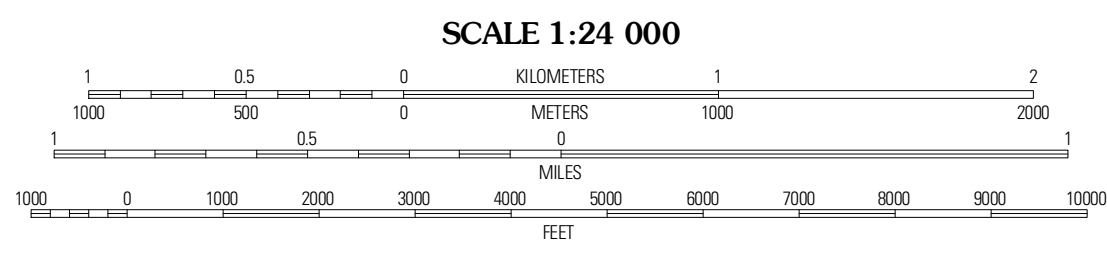 SCALE 1:24 000
1 0.5 0 KILOMETERS 1 2
1000 500 0 METERS 1000 2000
1 0.5 0 1
MILES
1000 0 1000 2000 3000 4000 5000 6000 7000 8000 9000 10000
FEET